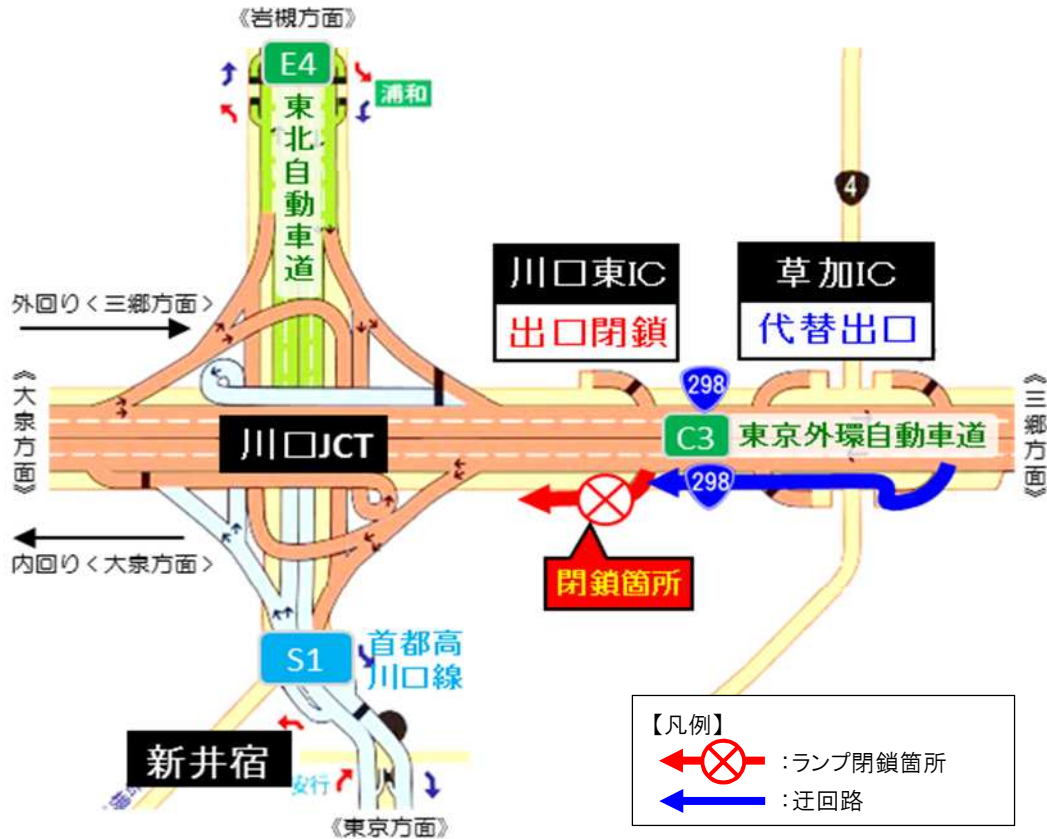 《岩槻方面》
E4
浦和
東北自動車道
4
川口東IC
出口閉鎖
草加IC
代替出口
外回り<三郷方面>
298
《大泉方面》
川口JCT
C3 東京外環自動車道
《三郷方面》
298
内回り<大泉方面>
閉鎖箇所
S1
首都高
川口線
新井宿
安行
《東京方面》
【凡例】
:ランプ閉鎖箇所
:迂回路